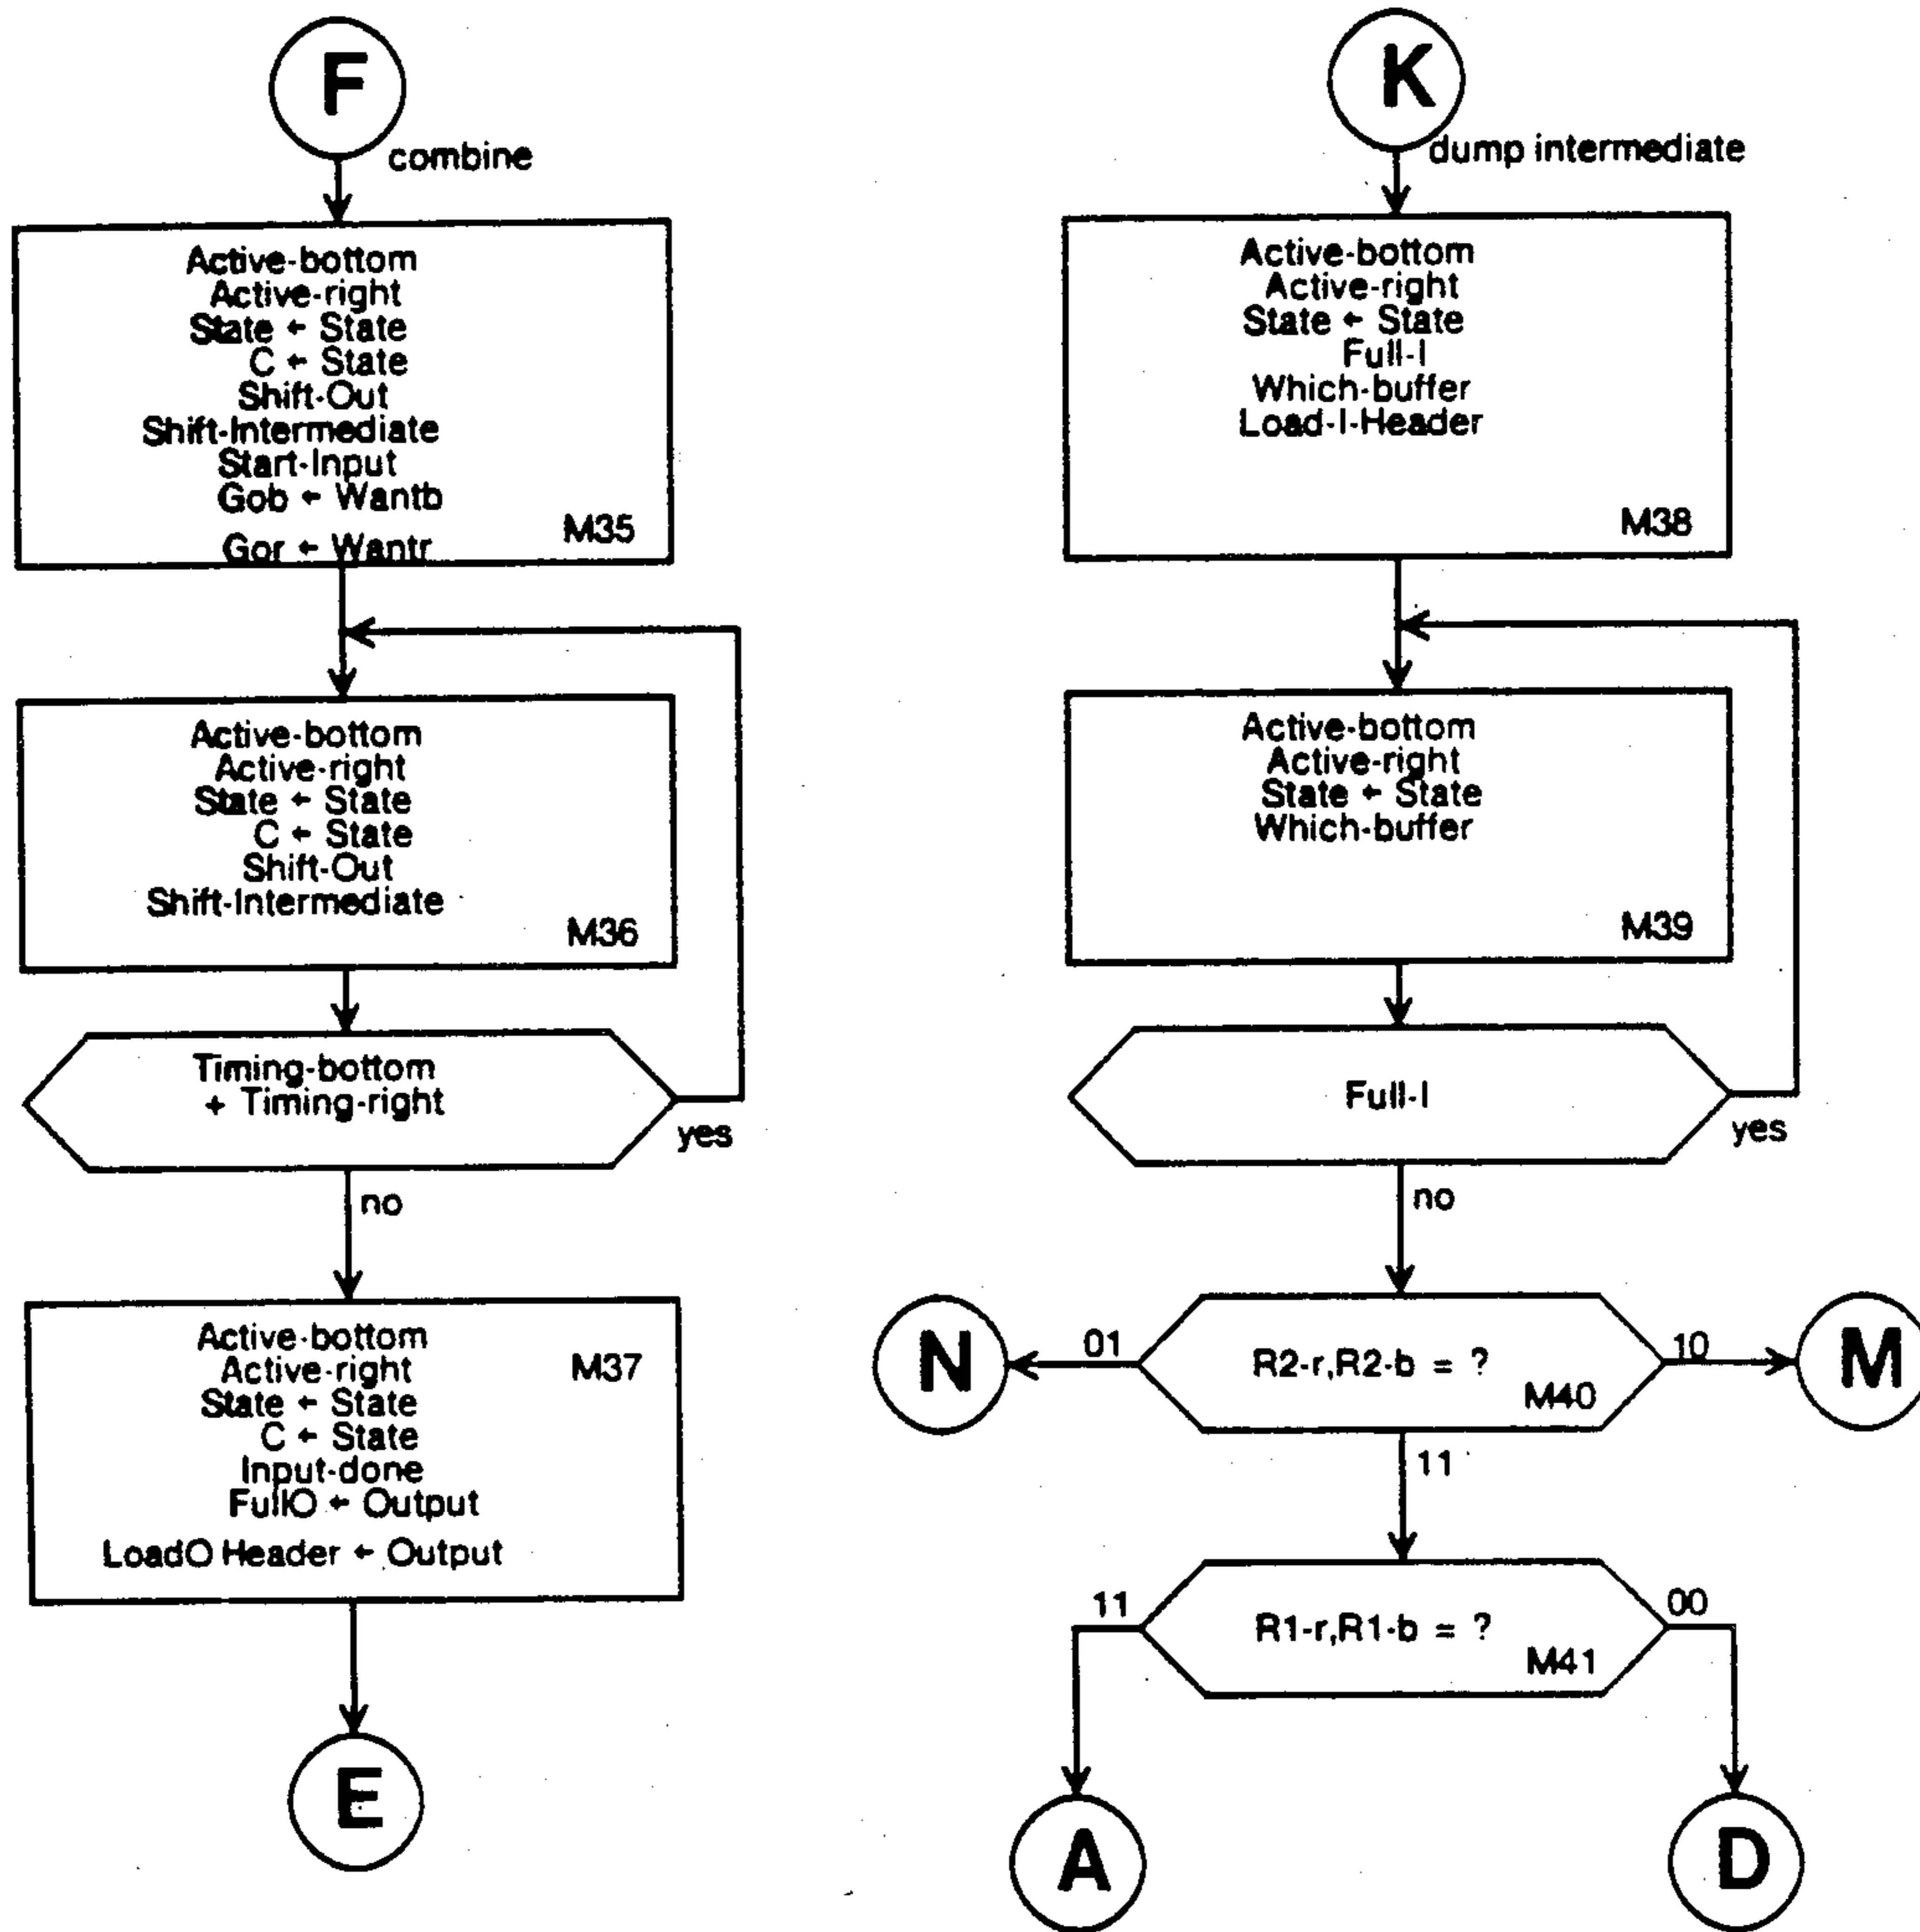 F
combine
Active-bottom
Active-right
State ← State
C ← State
Shift-Out
Shift-Intermediate
Start-Input
Gob ← Wantb
Gor ← Wantr
M35
Active-bottom
Active-right
State ← State
C ← State
Shift-Out
Shift-Intermediate
M36
Timing-bottom
+ Timing-right
yes
no
Active-bottom
Active-right
State ← State
C ← State
Input-done
FullO ← Output
LoadO Header ← Output
M37
E
K
dump intermediate
Active-bottom
Active-right
State ← State
Full-I
Which-buffer
Load-I-Header
M38
Active-bottom
Active-right
State ← State
Which-buffer
M39
Full-I
yes
no
N
01
R2-r,R2-b = ?
M40
10
M
11
R1-r,R1-b = ?
M41
11
00
A
D